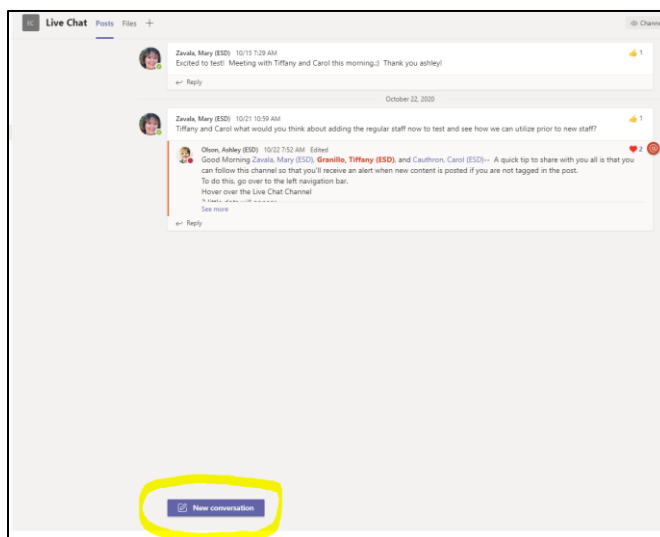 Live Chat Posts Files +
Zavala, Mary (ESD) 10/15 7:29 AM
1
Excited to test! Meeting with Tiffany and Carol this morning.:) Thank you ashley!
Reply
October 22, 2020
Zavala, Mary (ESD) 10/21 10:59 AM
1
Tiffany and Carol what would you think about adding the regular staff now to test and see how we can utilize prior to new staff?
Olson, Ashley (ESD) 10/22 7:52 AM Edited
2
Good Morning Zavala, Mary (ESD), Granillo, Tiffany (ESD), and Cauthron, Carol (ESD)-- A quick tip to share with you all is that you
can follow this channel so that you'll receive an alert when new content is posted if you are not tagged in the post.
To do this, go over to the left navigation bar.
Hover over the Live Chat Channel
See more
Reply
New conversation